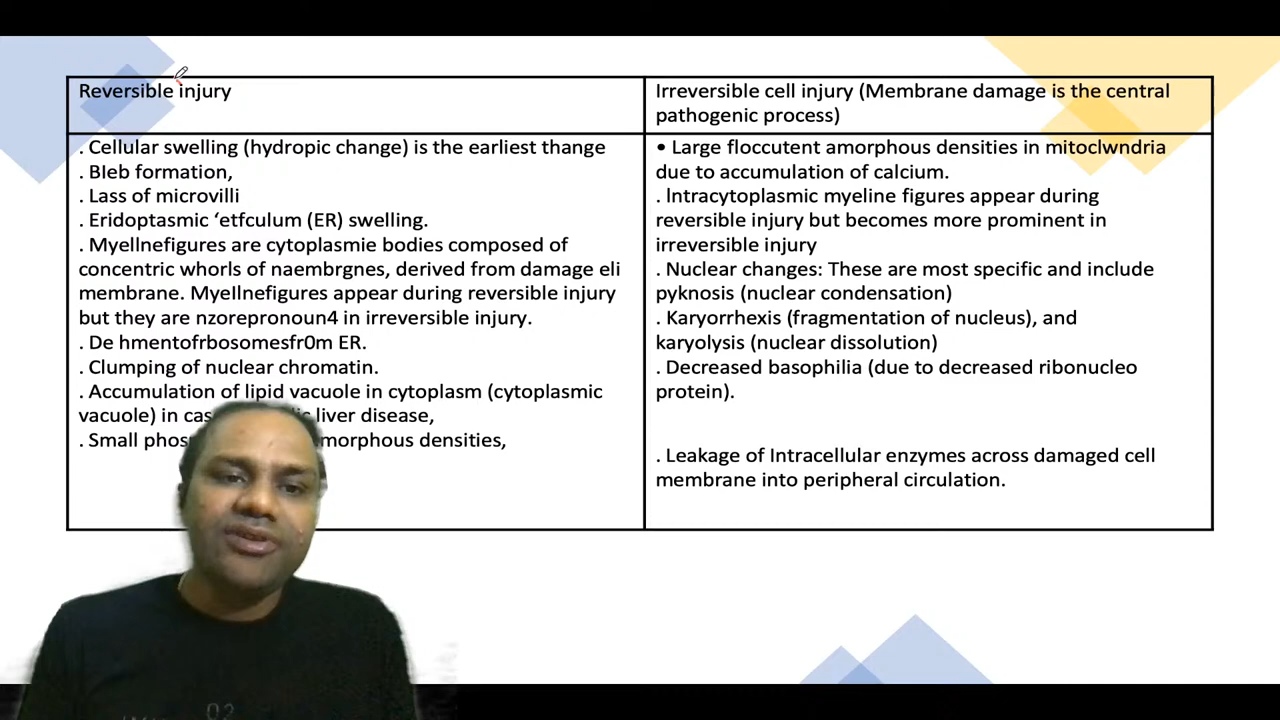 Reversible injury
. Cellular swelling (hydropic change) is the earliest thange
. Bleb formation,
. Lass of microvilli
. Eridoptasmic ‘etfculum (ER) swelling.
. Myellnefigures are cytoplasmie bodies composed of
concentric whorls of naembrgnes, derived from damage eli
membrane. Myellnefigures appear during reversible injury
but they are nzorepronoun4 in irreversible injury.
. De hmentofrbosomesfr0m ER.
. Clumping of nuclear chromatin.
. Accumulation of lipid vacuole in cytoplasm (cytoplasmic
vacuole) in liver disease,
. Small densities,
Irreversible cell injury (Membrane damage is the central
pathogenic process)
• Large floccutent amorphous densities in mitoclwndria
due to accumulation of calcium.
. lntracytoplasmic myeline figures appear during
reversible injury but becomes more prominent in
irreversible injury
. Nuclear changes: These are most specific and include
pyknosis (nuclear condensation)
. Karyorrhexis (fragmentation of nucleus), and
karyolysis (nuclear dissolution)
. Decreased basophilia (due to decreased ribonucleo
protein).
. Leakage of Intracellular enzymes across damaged cell
membrane into peripheral circulation.